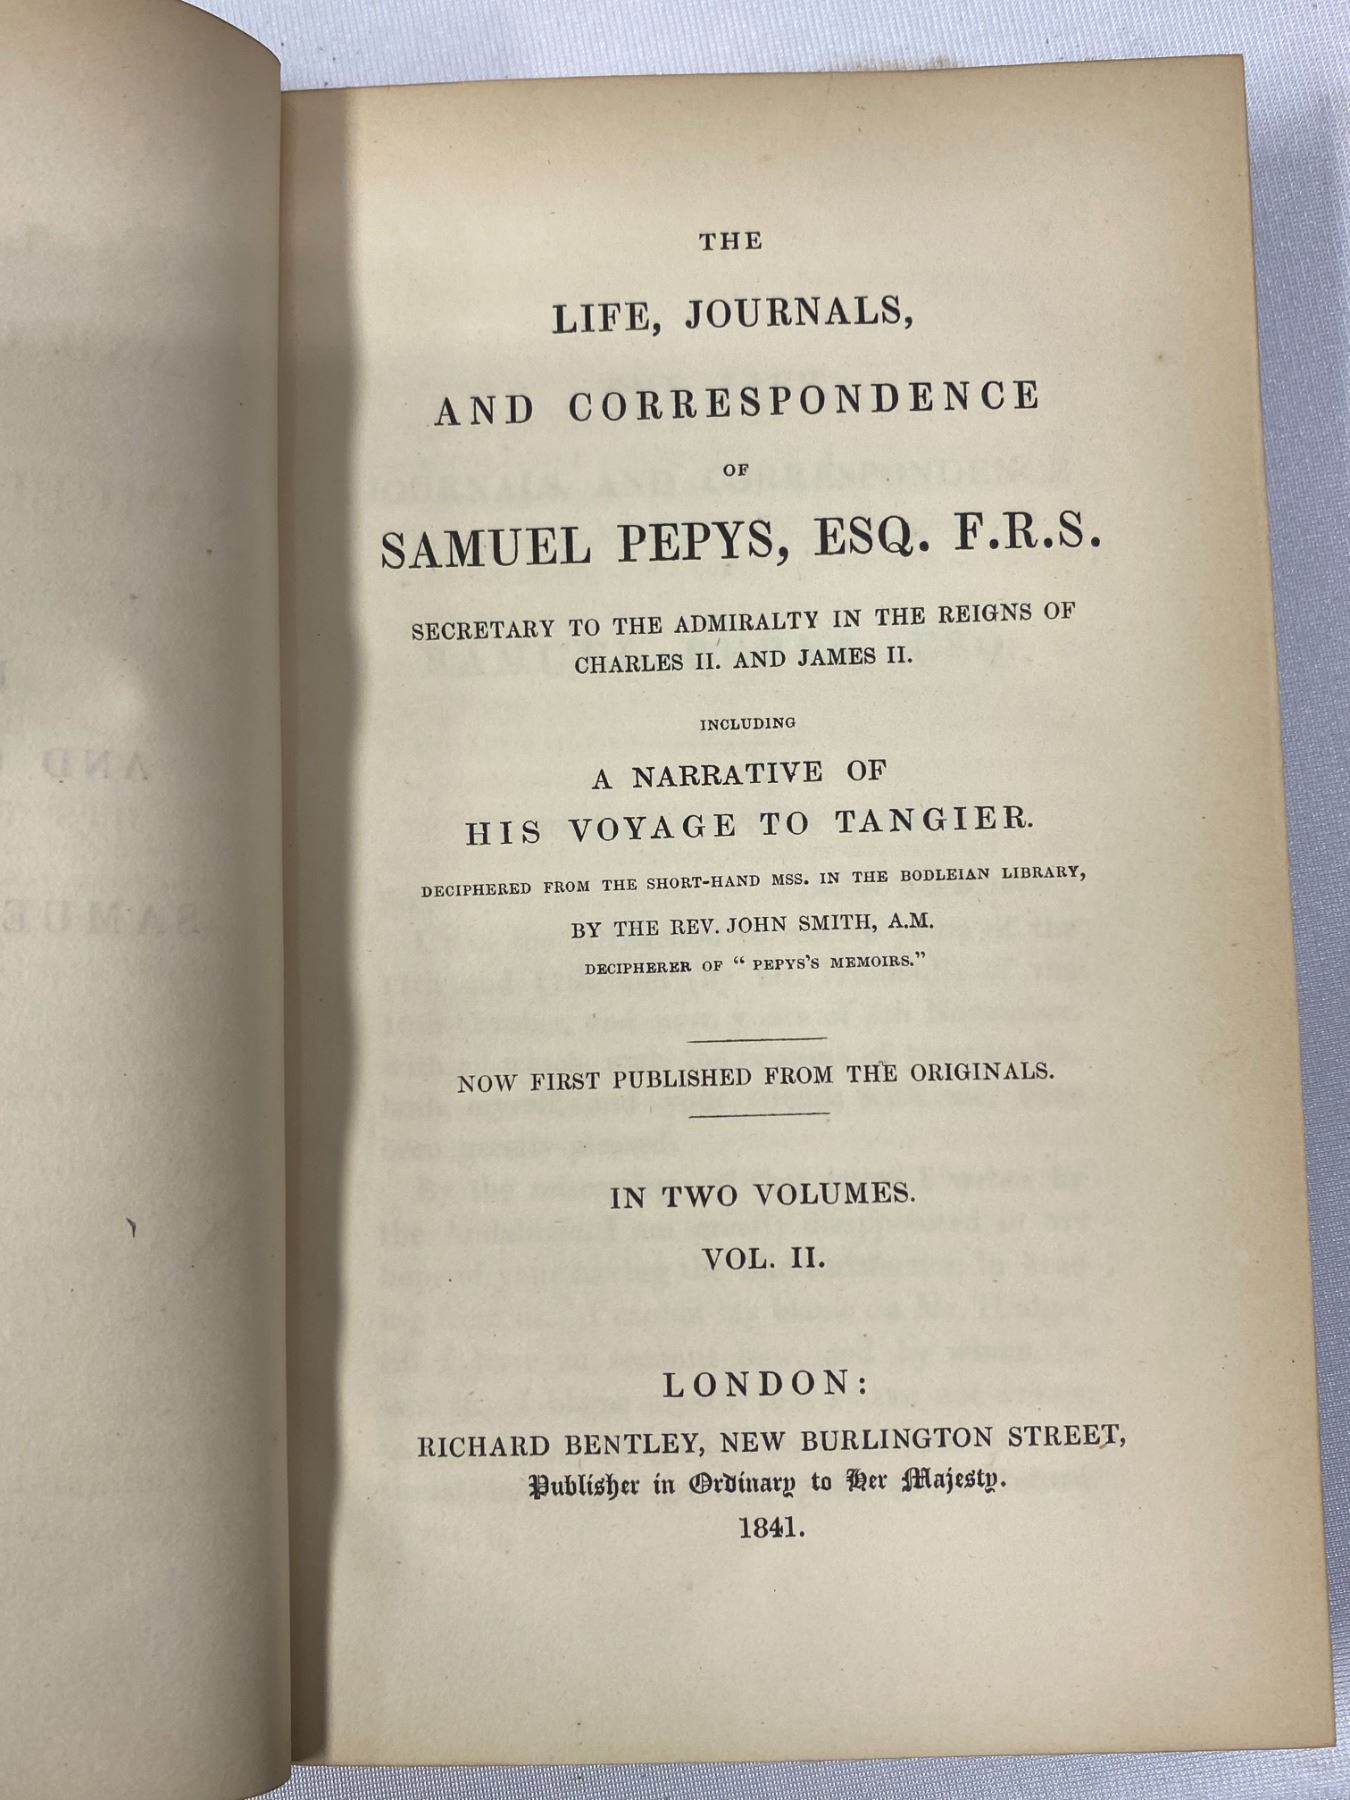 THE
LIFE, JOURNALS,
AND CORRESPONDENCE
OF
SAMUEL PEPYS, ESQ. F.R.S.
SECRETARY TO THE ADMIRALTY IN THE REIGNS OF
CHARLES II. AND JAMES II.
INCLUDING
A NARRATIVE OF
HIS VOYAGE TO TANGIER.
DECIPHERED FROM THE SHORT-HAND MSS. IN THE BODLEIAN LIBRARY,
BY THE REV. JOHN SMITH, A.M.
DECIPHERER OF “ PEPYS'S MEMOIRS.”
NOW FIRST PUBLISHED FROM THE ORIGINALS.
IN TWO VOLUMES.
VOL. II.
LONDON:
RICHARD BENTLEY, NEW BURLINGTON STREET,
Publisher in Ordinary to Her Majesty.
1841.